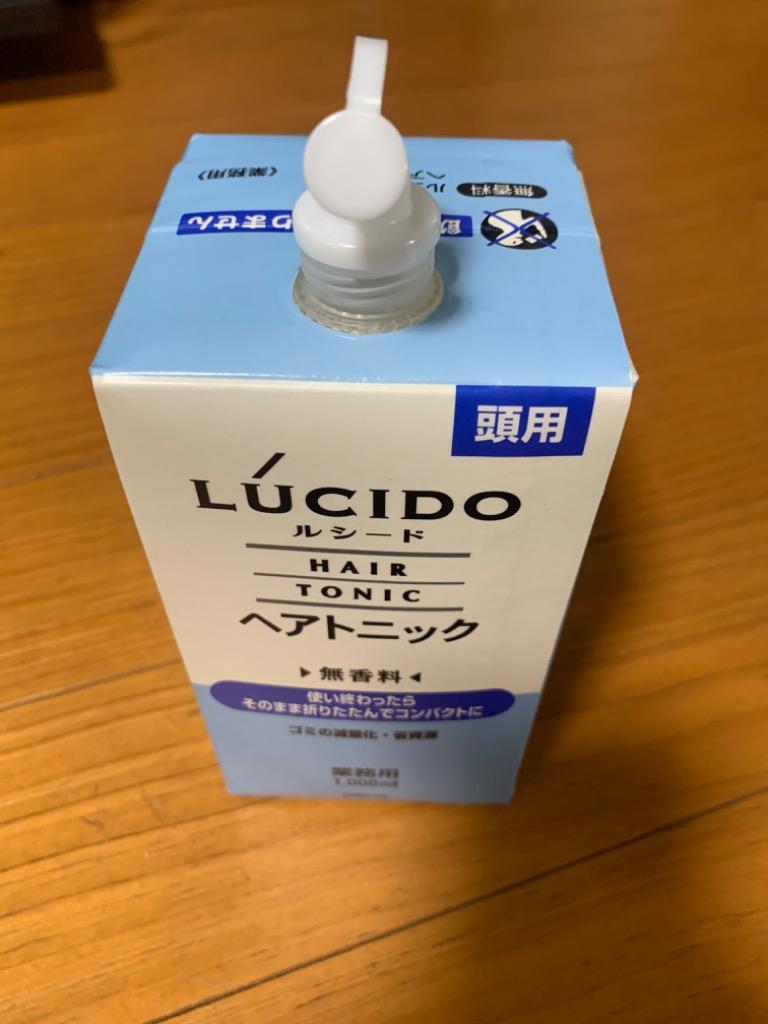 《業務用》
無香料
頭用
LÚCIDO
ルシード
HAIR
TONIC
ヘアトニック
無香料
使い終わったら
そのまま折りたたんでコンパクトに
ゴミの減量化・省資源
業務用
1,000ml